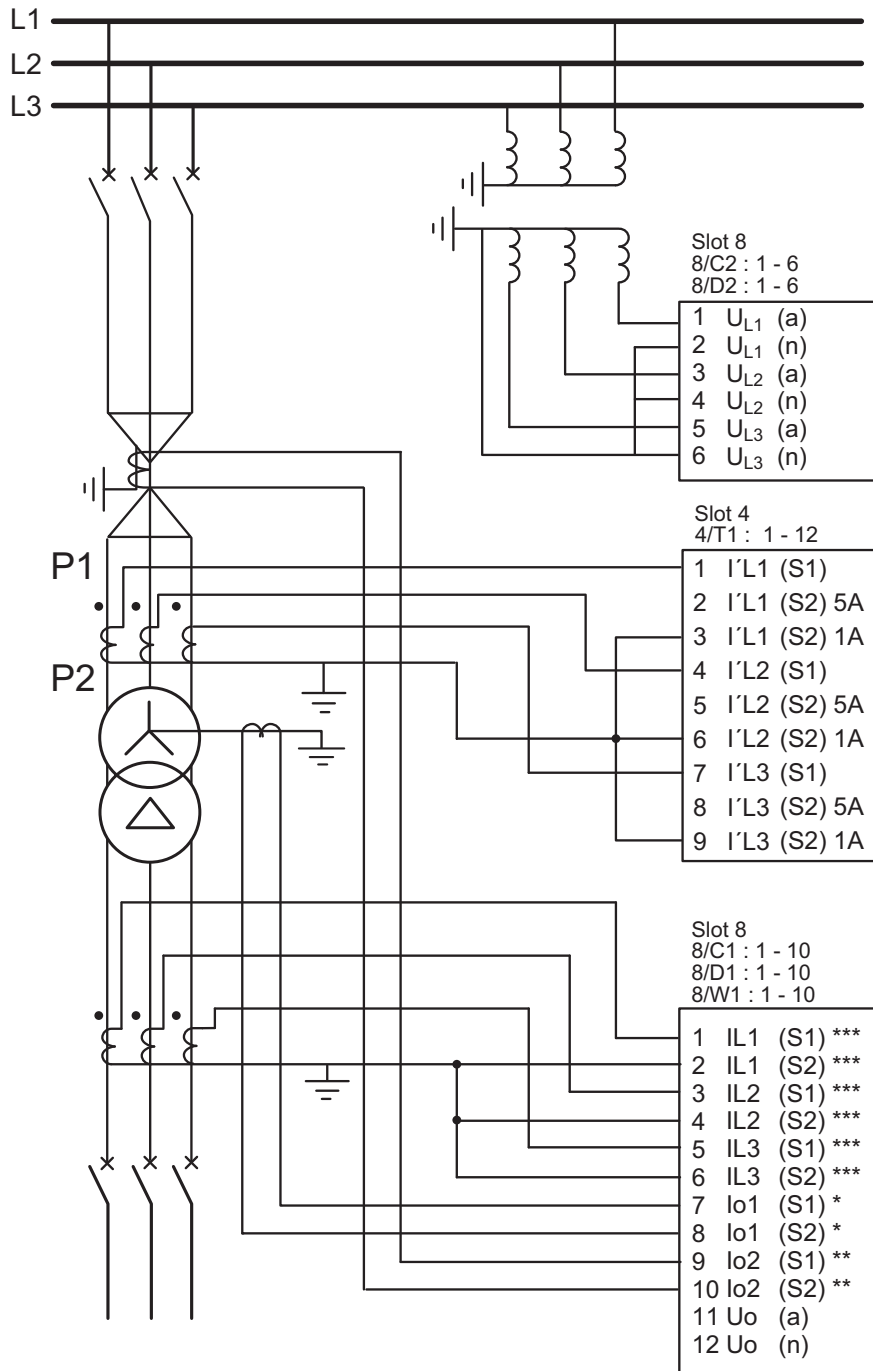 L1
L2
L3
Slot 8
8/C2 : 1 - 6
8/D2 : 1 - 6
1 UL1 (a)
2 UL1 (n)
3 UL2 (a)
4 UL2 (n)
5 UL3 (a)
6 UL3 (n)
Slot 4
4/T1 : 1 - 12
P1
P2
1 I´L1 (S1)
2 I´L1 (S2) 5A
3 I´L1 (S2) 1A
4 I´L2 (S1)
5 I´L2 (S2) 5A
6 I´L2 (S2) 1A
7 I´L3 (S1)
8 I´L3 (S2) 5A
9 I´L3 (S2) 1A
Slot 8
8/C1 : 1 - 10
8/D1 : 1 - 10
8/W1 : 1 - 10
1 IL1 (S1) ***
2 IL1 (S2) ***
3 IL2 (S1) ***
4 IL2 (S2) ***
5 IL3 (S1) ***
6 IL3 (S2) ***
7 Io1 (S1) *
8 Io1 (S2) *
9 Io2 (S1) **
10 Io2 (S2) **
11 Uo (a)
12 Uo (n)